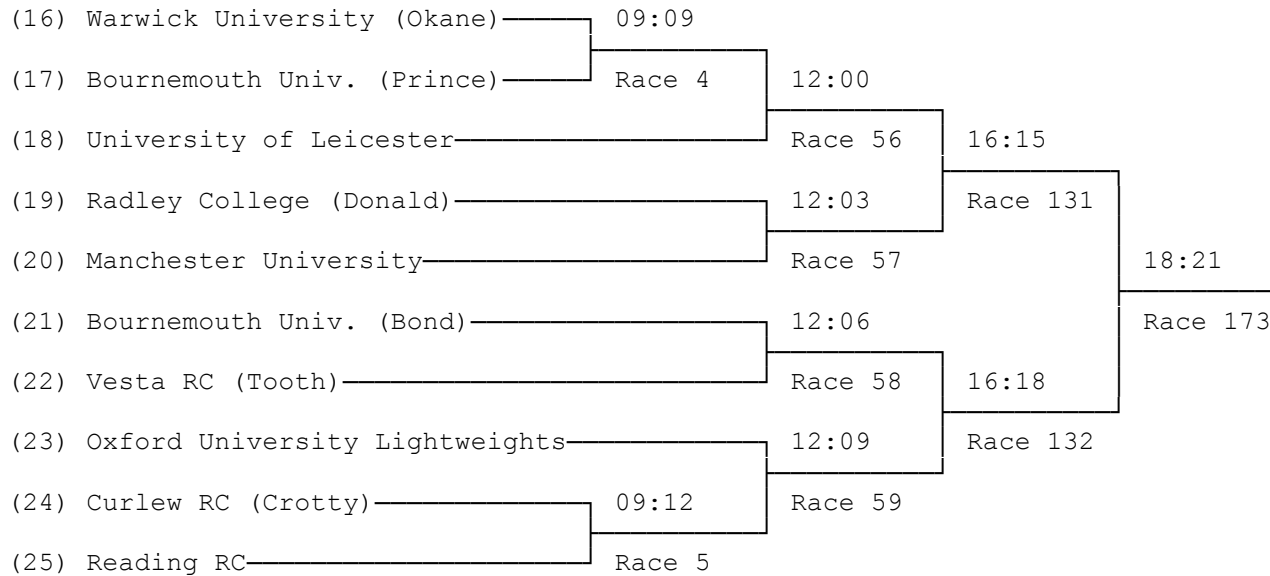 (16) Warwick University (Okane) 09:09
(17) Bournemouth Univ. (Prince) Race 4 12:00
(18) University of Leicester Race 56 16:15
(19) Radley College (Donald) 12:03 Race 131
(20) Manchester University Race 57 18:21
(21) Bournemouth Univ. (Bond) 12:06 Race 173
(22) Vesta RC (Tooth) Race 58 16:18
(23) Oxford University Lightweights 12:09 Race 132
(24) Curlew RC (Crotty) 09:12 Race 59
(25) Reading RC Race 5